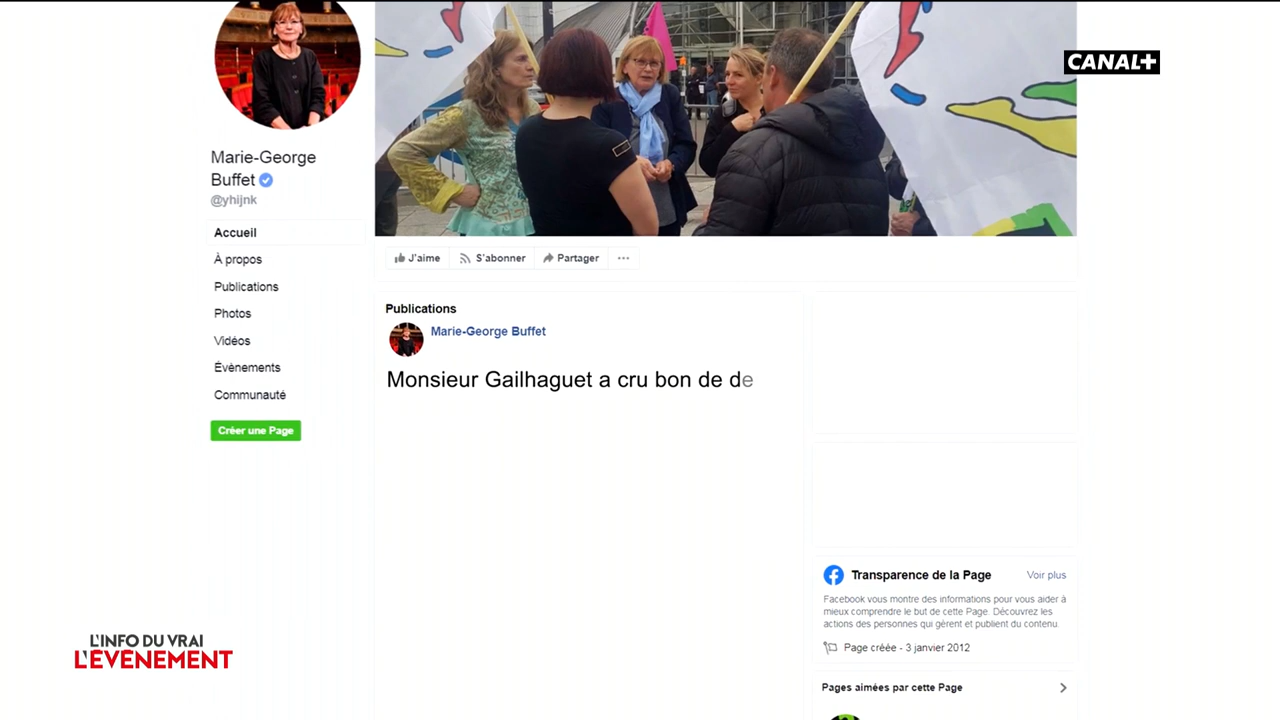 CANAL+
Marie-George
Buffet
@yhijnk
Accueil
À propos
Publications
Photos
Vidéos
Évènements
Communauté
Créer une Page
J'aime
S'abonner
Partager
Publications
Marie-George Buffet
Monsieur Gailhaguet a cru bon de de
Transparence de la Page
Voir plus
Facebook vous montre des informations pour vous aider à
mieux comprendre le but de cette Page. Découvrez les
actions des personnes qui gèrent et publient du contenu.
Page créée - 3 janvier 2012
Pages aimées par cette Page
L'INFO DU VRAI
L'ÉVÉNEMENT